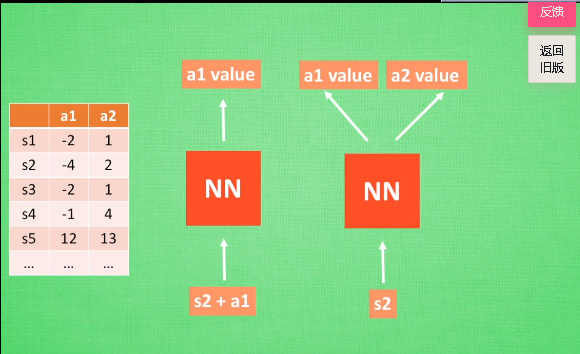 反馈
返回
旧版
a1 value
a1 value
a2 value
a1 a2
s1 -2 1
s2 -4 2
s3 -2 1
s4 -1 4
s5 12 13
... ... ...
NN
NN
s2 + a1
s2